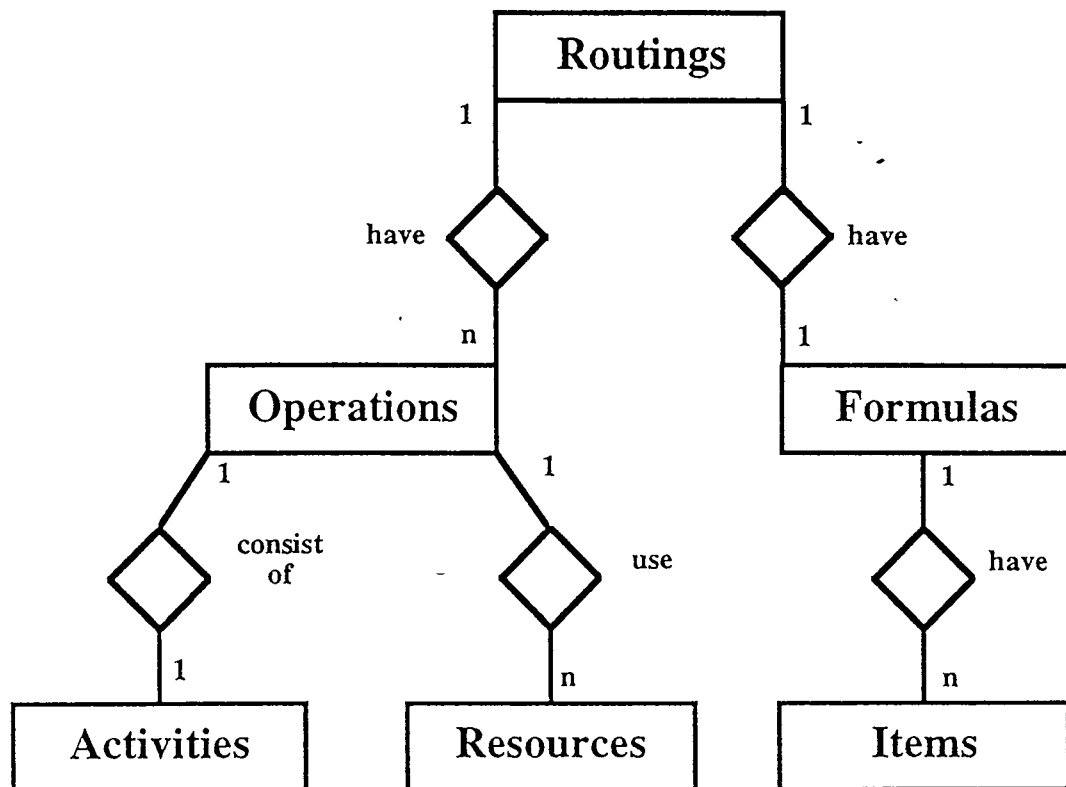 Routings
1 1
have have
n 1
Operations Formulas
1 1 1
consist
of
use have
1 n n
Activities Resources Items